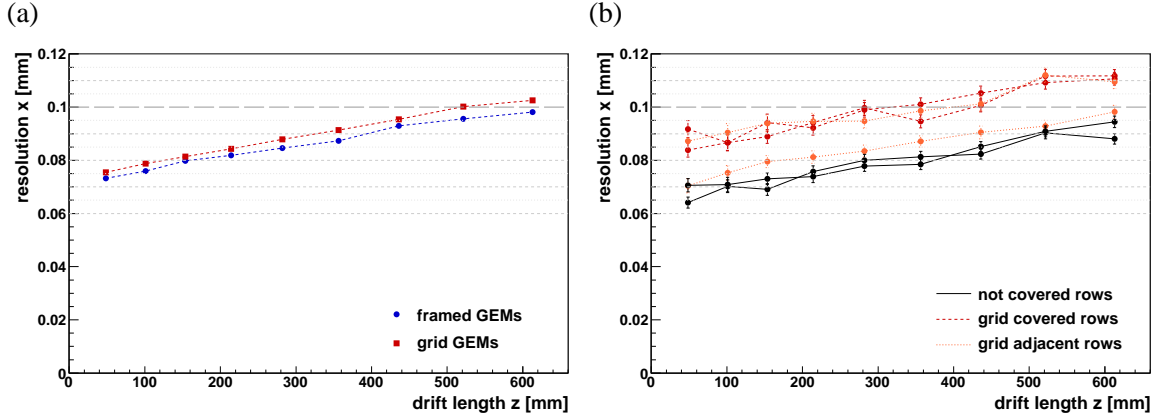 (a)
(b)
resolution x [mm]
0.12
0.1
0.08
0.06
0.04
0.02
0
framed GEMs
grid GEMs
0 100 200 300 400 500 600
drift length z [mm]
resolution x [mm]
0.12
0.1
0.08
0.06
0.04
0.02
0
not covered rows
grid covered rows
grid adjacent rows
0 100 200 300 400 500 600
drift length z [mm]